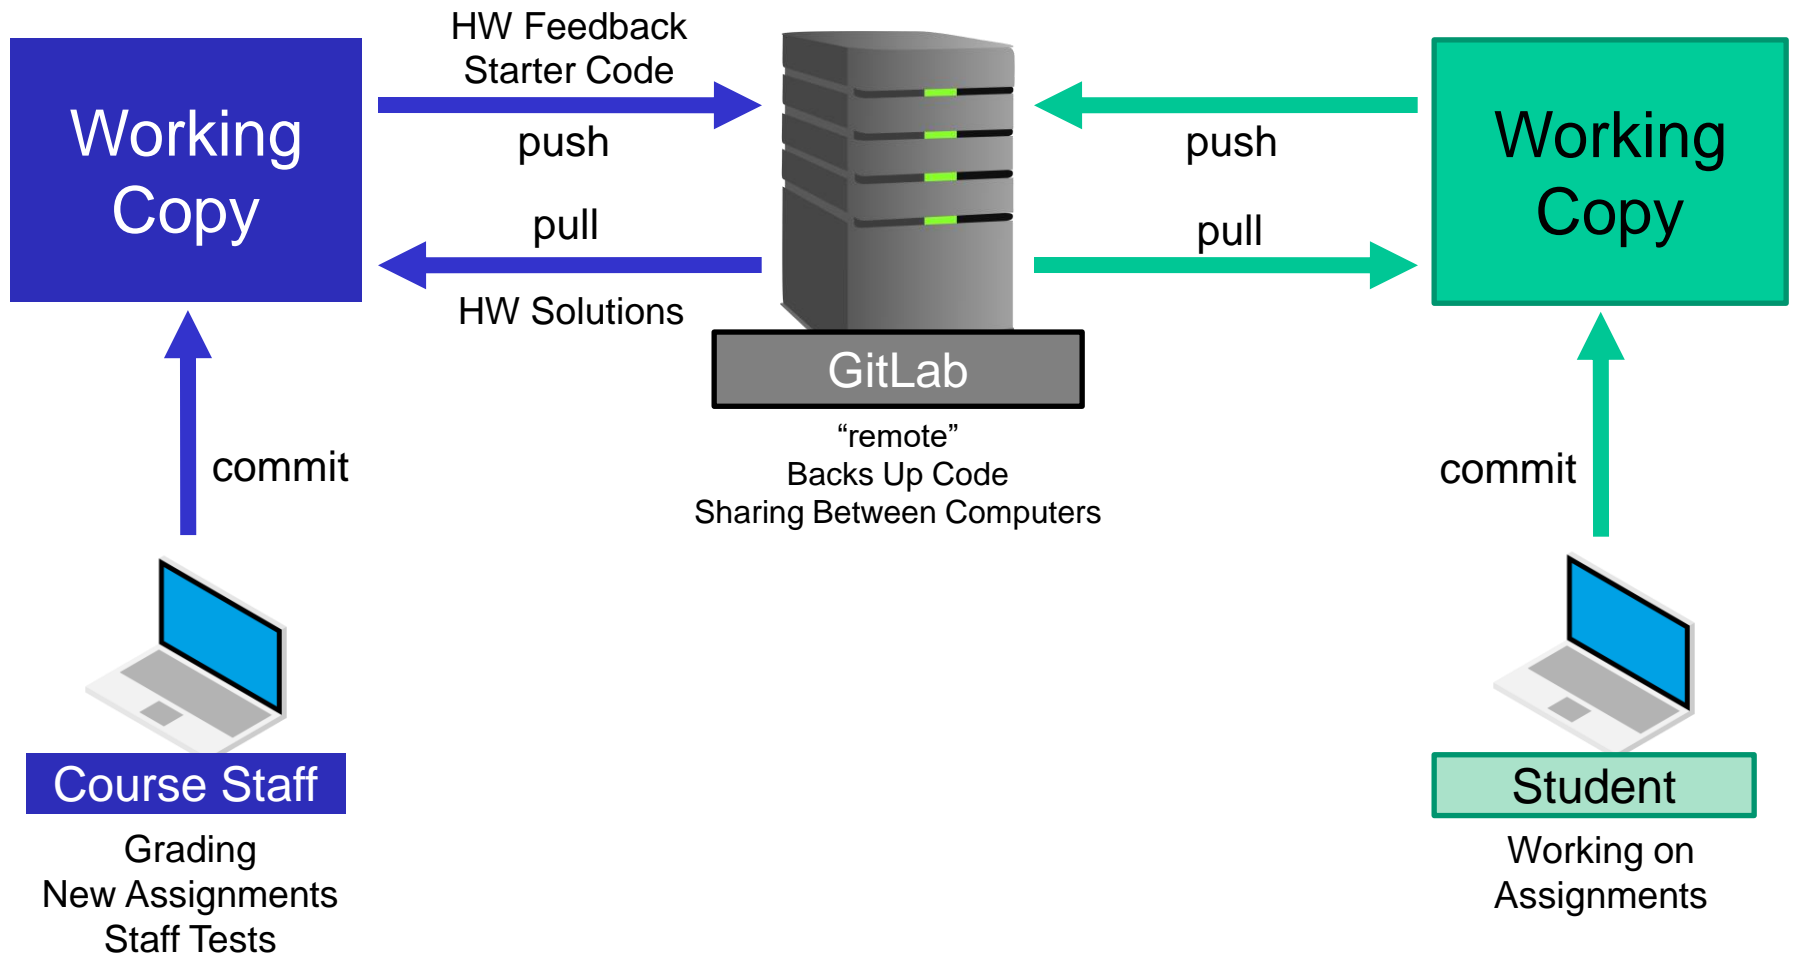 HW Feedback
Starter Code
push
pull
HW Solutions
Working
Copy
commit
Course Staff
Grading
New Assignments
Staff Tests
GitLab
“remote”
Backs Up Code
Sharing Between Computers
push
pull
Working
Copy
commit
Student
Working on
Assignments